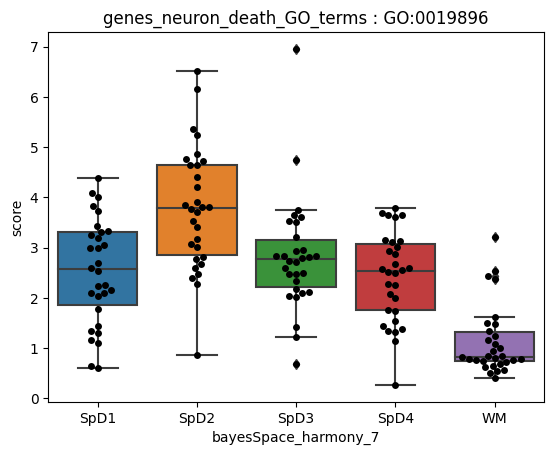 genes_neuron_death_GO_terms : GO:0019896
7
6
5
4
3
2
1
0
score
SpD1 SpD2 SpD3 SpD4 WM
bayesSpace_harmony_7